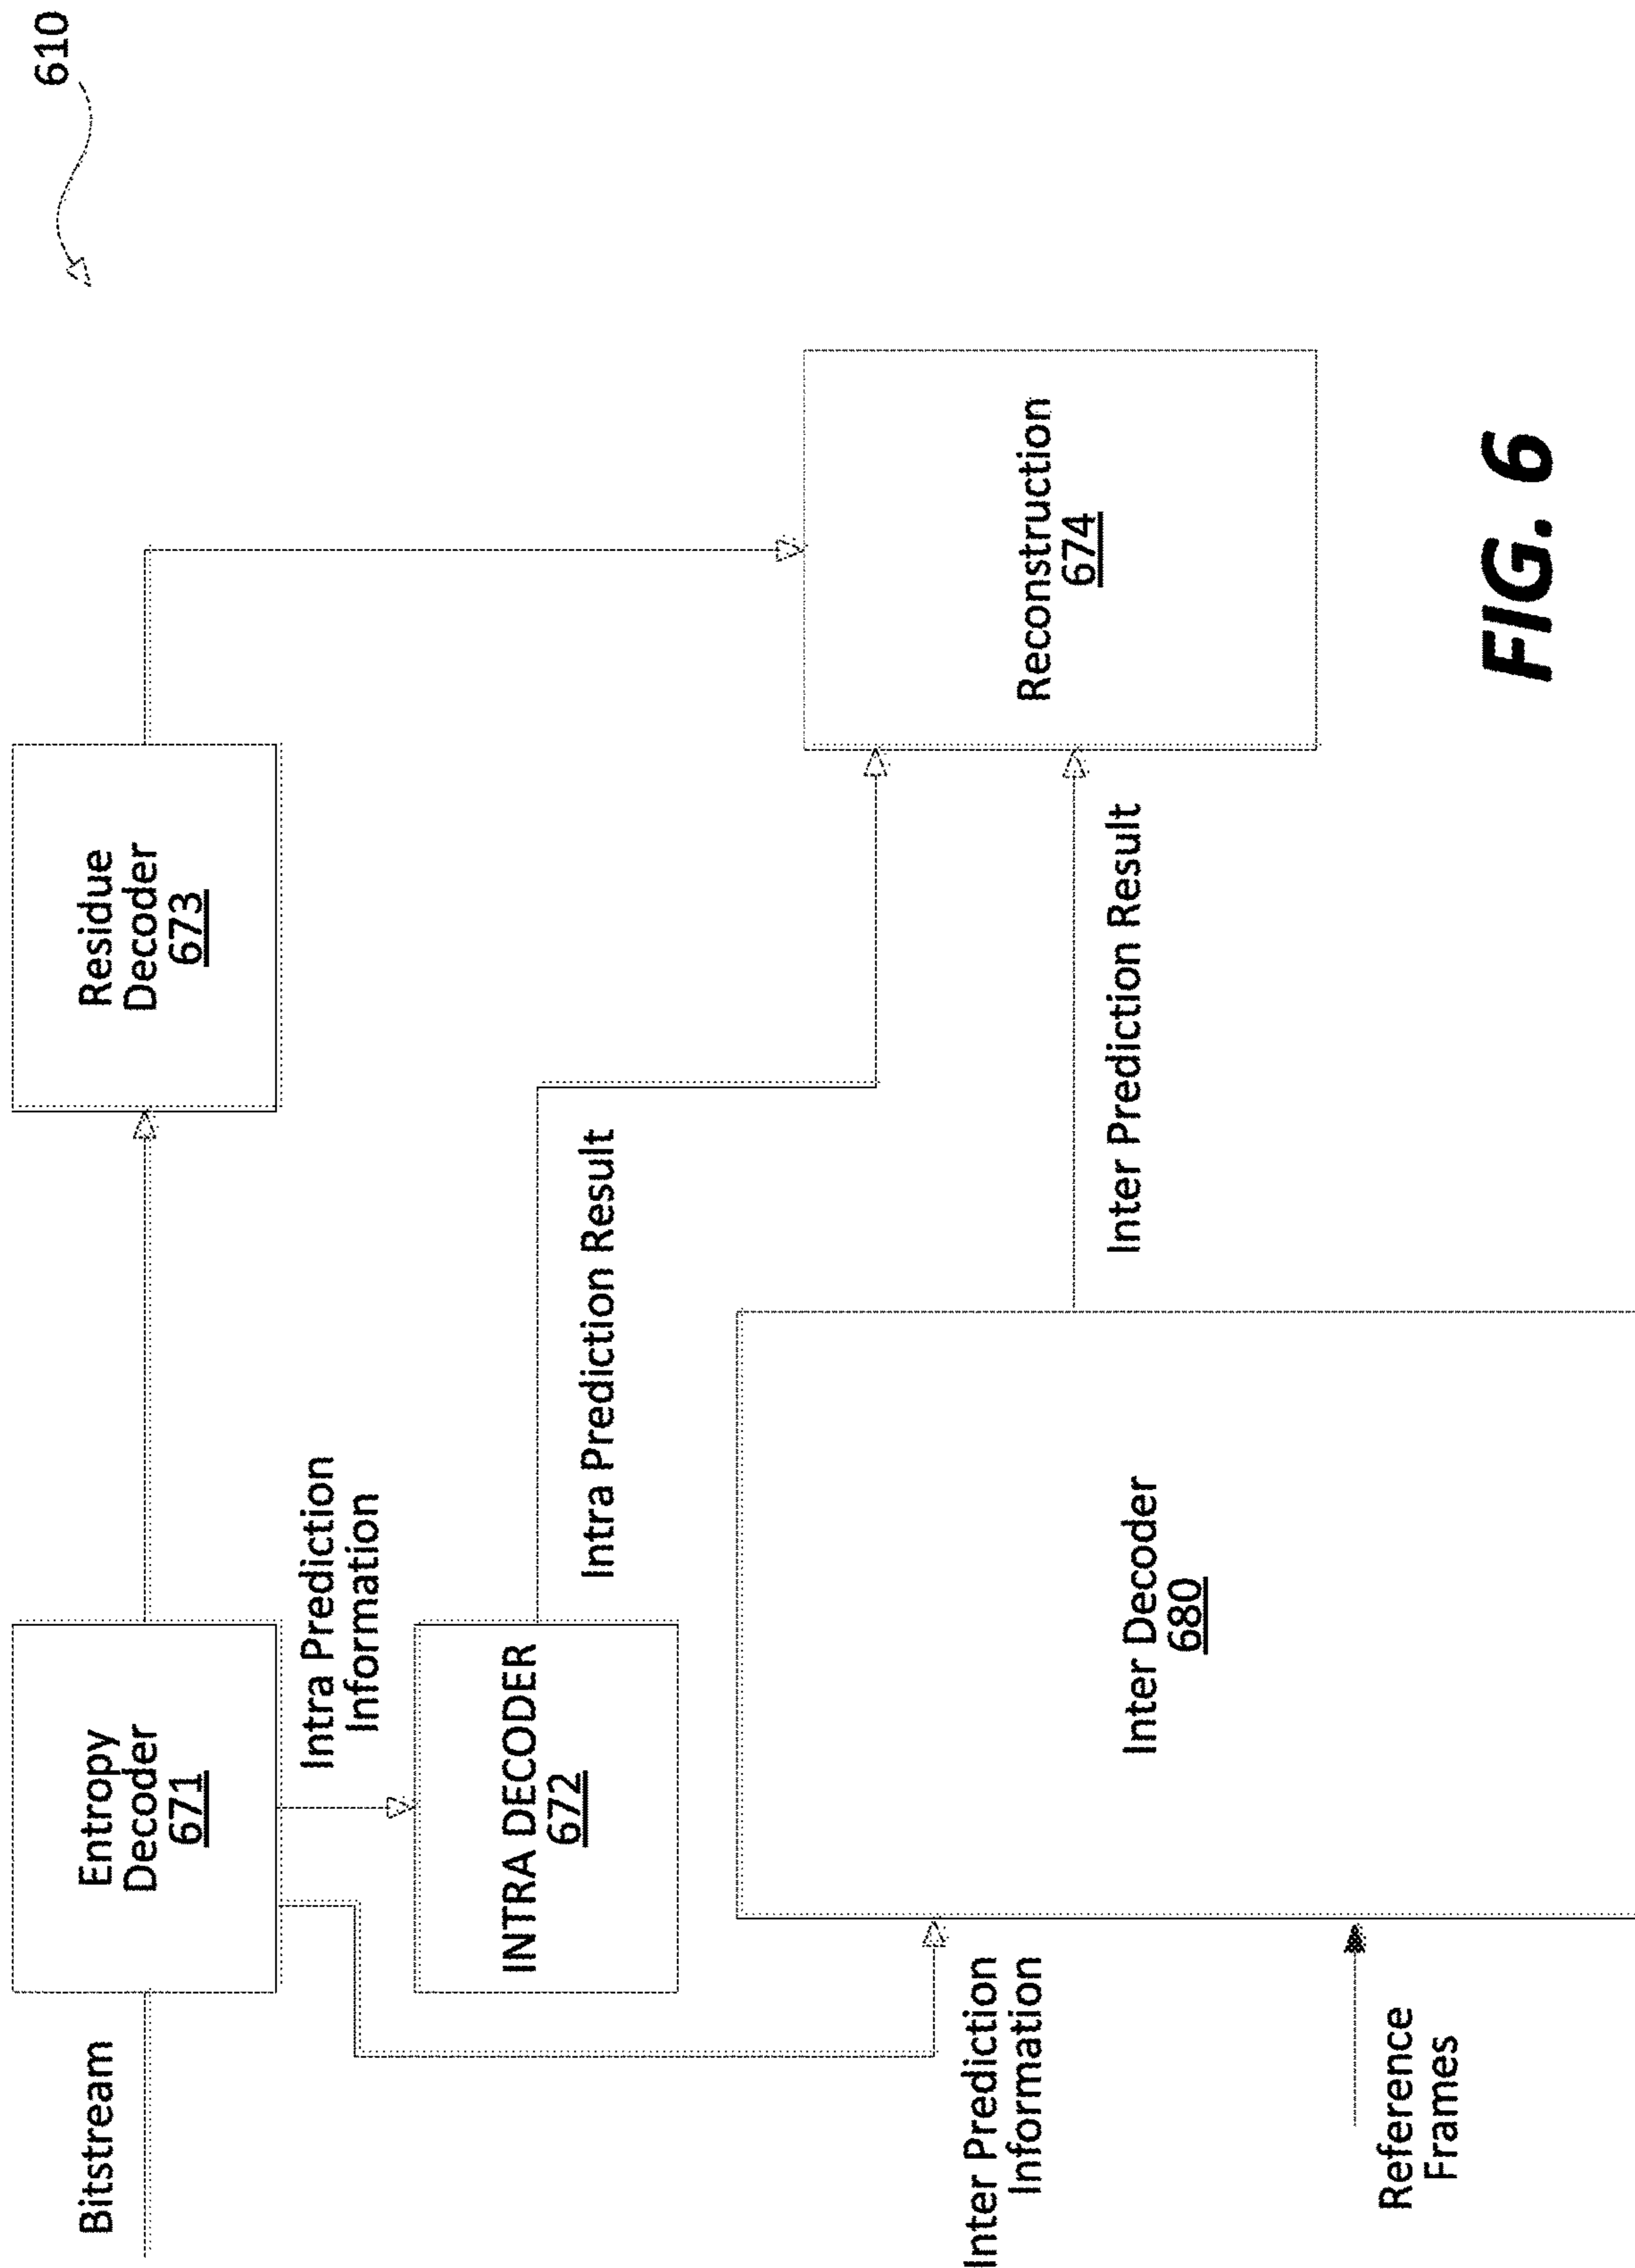 610
Bitstream
Entropy
Decoder
671
Residue
Decoder
673
Intra Prediction
Information
INTRA DECODER
672
Intra Prediction Result
Inter Prediction
Information
Inter Decoder
680
Inter Prediction Result
Reconstruction
674
Reference
Frames
FIG. 6